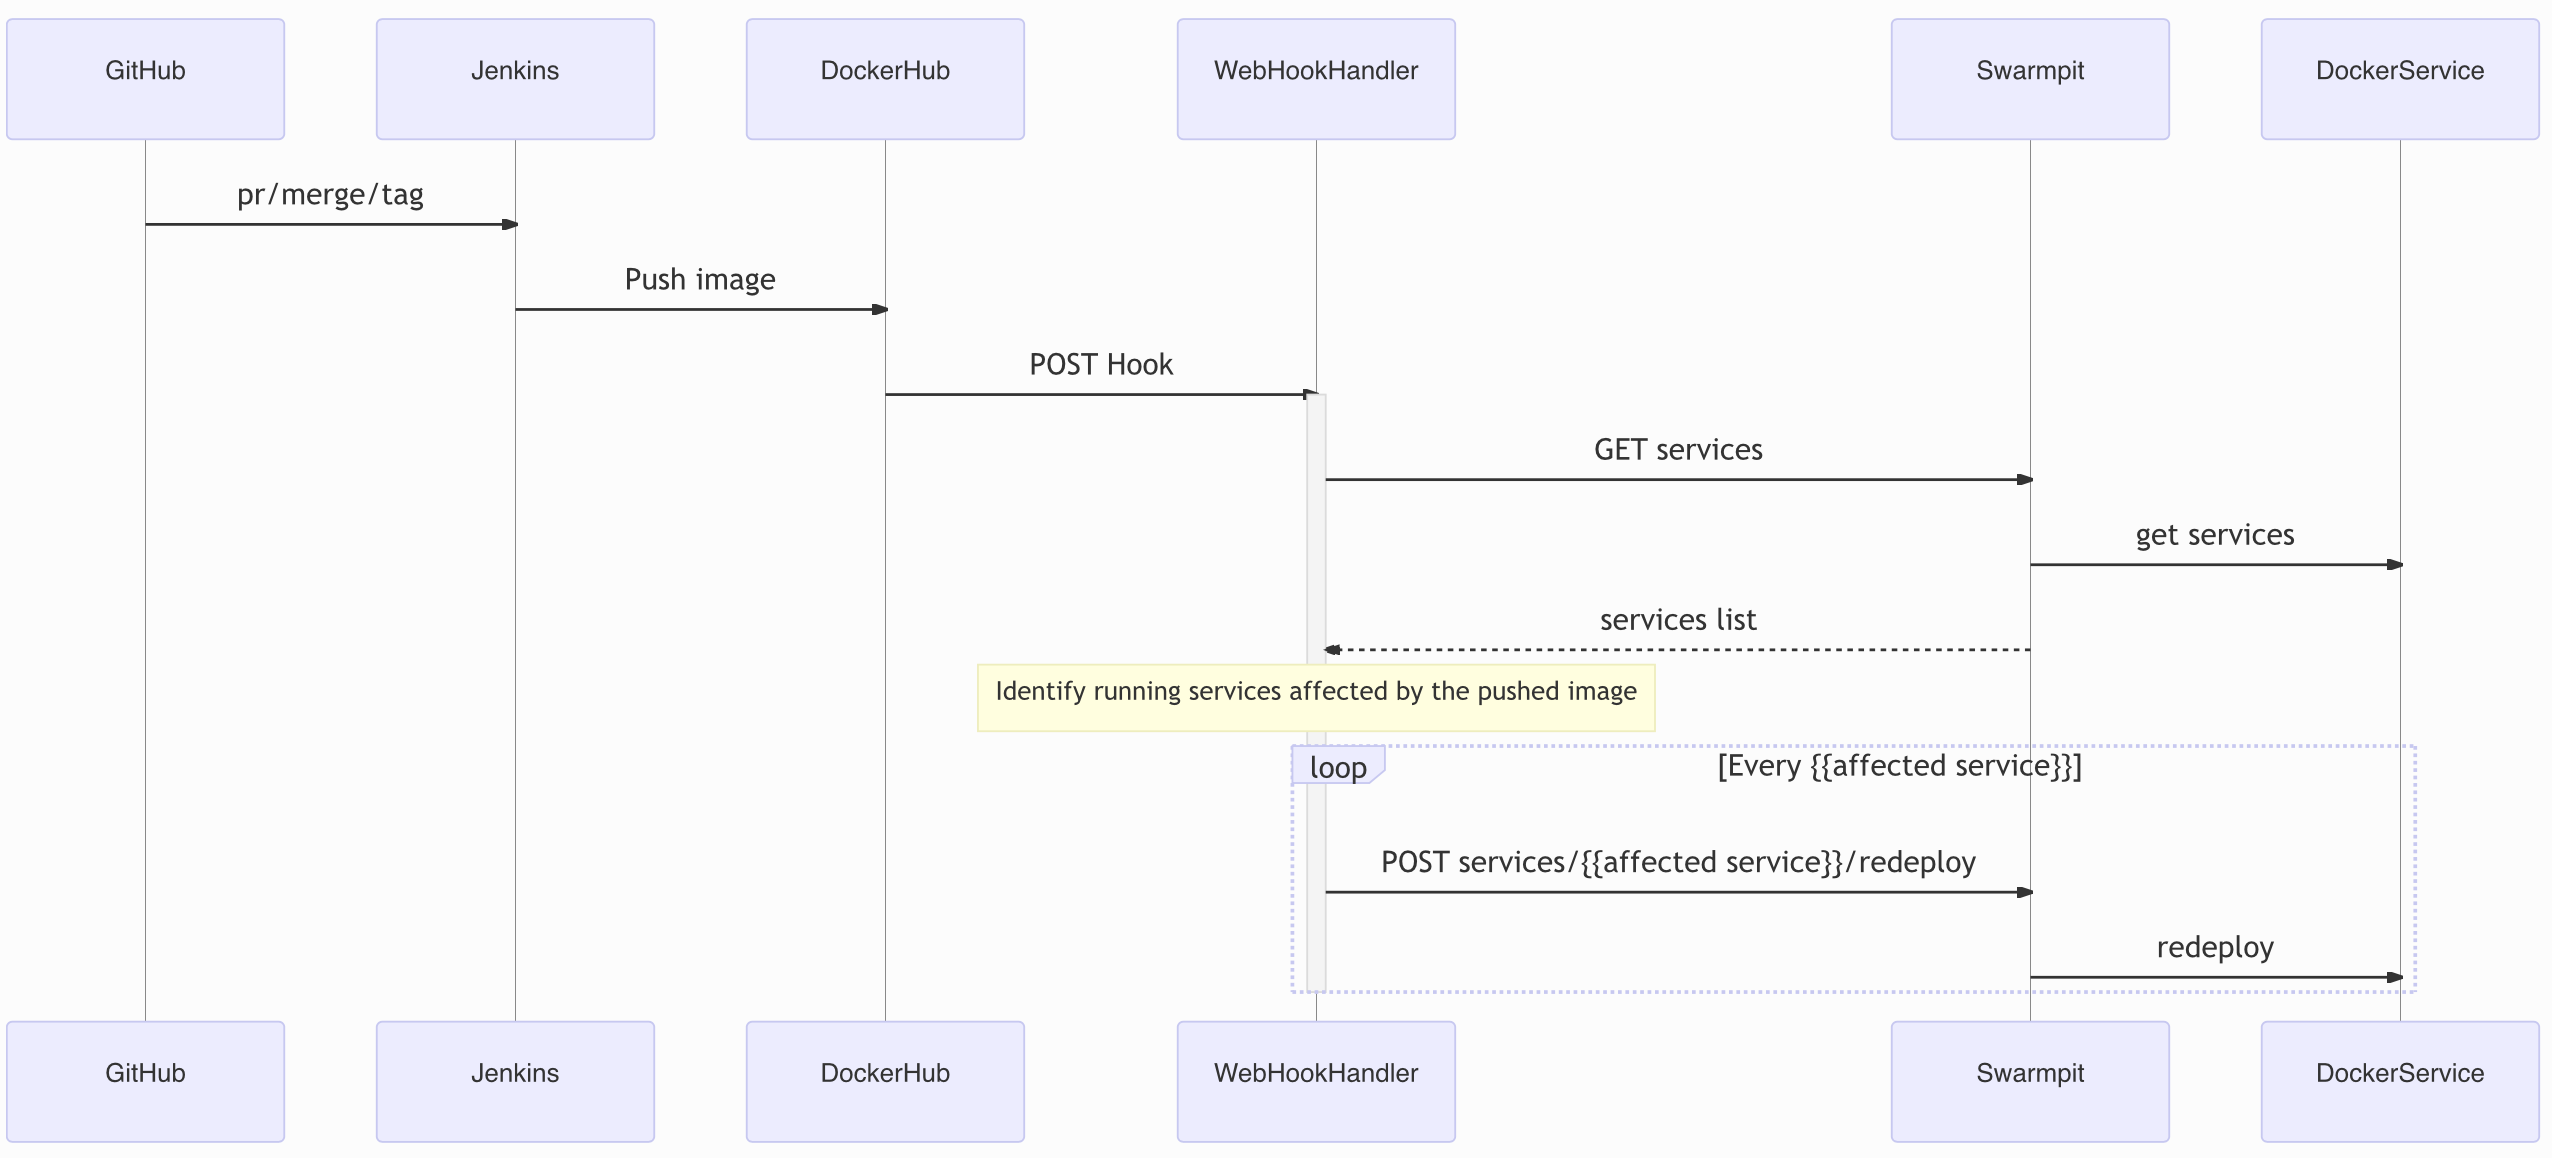 GitHub
Jenkins
DockerHub
WebHookHandler
Swarmpit
DockerService
pr/merge/tag
Push image
POST Hook
GET services
get services
services list
Identify running services affected by the pushed image
loop
[Every {{affected service}}]
POST services/{{affected service}}/redeploy
redeploy
GitHub
Jenkins
DockerHub
WebHookHandler
Swarmpit
DockerService